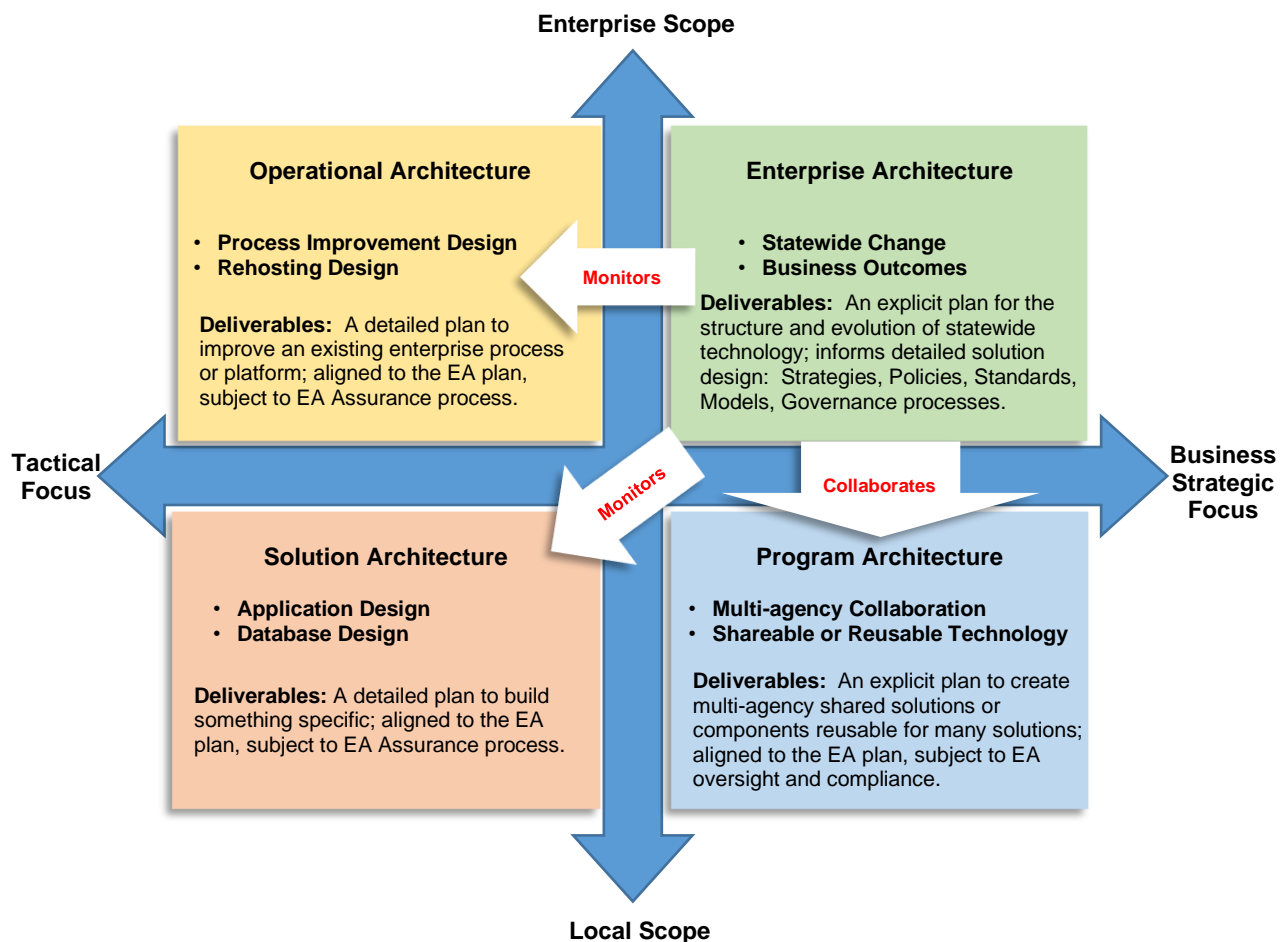 Enterprise Scope
Operational Architecture
• Process Improvement Design
• Rehosting Design
Deliverables: A detailed plan to
improve an existing enterprise process
or platform; aligned to the EA plan,
subject to EA Assurance process.
Monitors
Enterprise Architecture
• Statewide Change
• Business Outcomes
Deliverables: An explicit plan for the
structure and evolution of statewide
technology; informs detailed solution
design: Strategies, Policies, Standards,
Models, Governance processes.
Tactical
Focus
Monitors
Collaborates
Business
Strategic
Focus
Solution Architecture
• Application Design
• Database Design
Deliverables: A detailed plan to build
something specific; aligned to the EA
plan, subject to EA Assurance process.
Program Architecture
• Multi-agency Collaboration
• Shareable or Reusable Technology
Deliverables: An explicit plan to create
multi-agency shared solutions or
components reusable for many solutions;
aligned to the EA plan, subject to EA
oversight and compliance.
Local Scope